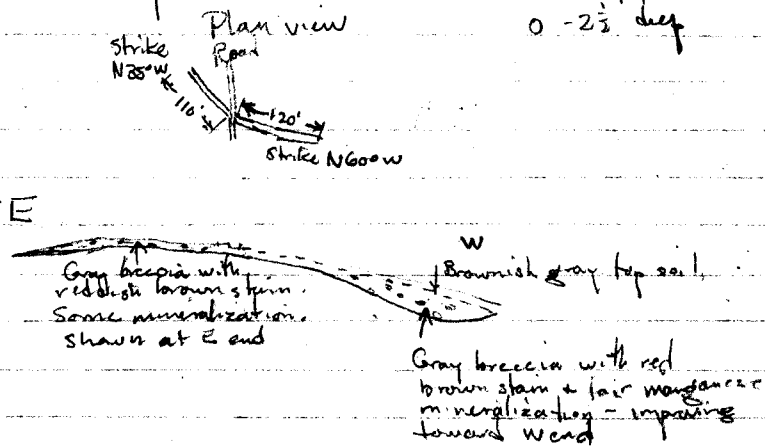 Plan view
Road
0 - 2½' deep
Strike
N35°W
110'
120'
Strike N60°W
E
W
Brownish gray top soil
Gray breccia with
reddish brown stain.
Some mineralization.
shown at E end
Gray breccia with red
brown stain & fair manganese
mineralization - improving
toward W end